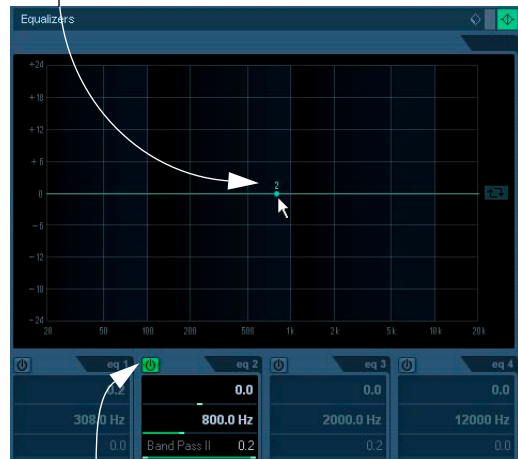 Equalizers
+24
+18
+12
+6
2
0
-6
-12
-18
-24
20 50 100 200 500 1k 2k 5k 10k 20k
eq 1 eq 2 eq 3 eq 4
0.2 0.0 0.0 0.0
308.0 Hz 800.0 Hz 2000.0 Hz 12000 Hz
0.0 Band Pass II 0.2 0.2 0.0